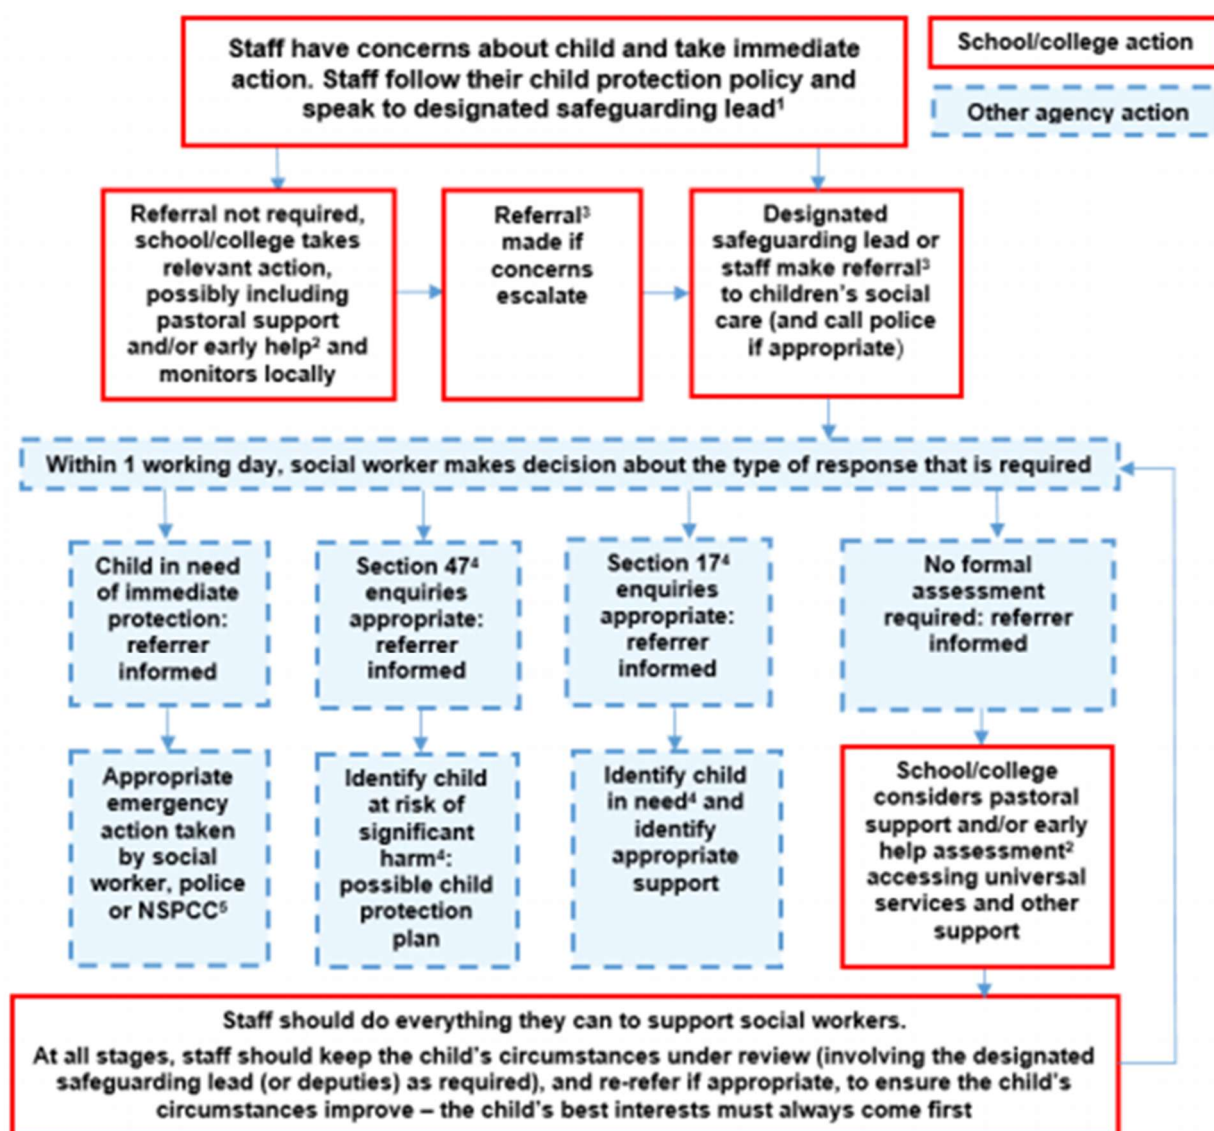 Staff have concerns about child and take immediate
action. Staff follow their child protection policy and
speak to designated safeguarding lead¹
School/college action
Other agency action
Referral not required,
school/college takes
relevant action,
possibly including
pastoral support
and/or early help² and
monitors locally
Referral³
made if
concerns
escalate
Designated
safeguarding lead or
staff make referral³
to children’s social
care (and call police
if appropriate)
Within 1 working day, social worker makes decision about the type of response that is required
Child in need
of immediate
protection:
referrer
informed
Section 47⁴
enquiries
appropriate:
referrer
informed
Section 17⁴
enquiries
appropriate:
referrer
informed
No formal
assessment
required: referrer
informed
Appropriate
emergency
action taken
by social
worker, police
or NSPCC⁵
Identify child
at risk of
significant
harm⁴:
possible child
protection
plan
Identify child
in need⁴ and
identify
appropriate
support
School/college
considers pastoral
support and/or early
help assessment²
accessing universal
services and other
support
Staff should do everything they can to support social workers.
At all stages, staff should keep the child’s circumstances under review (involving the designated
safeguarding lead (or deputies) as required), and re-refer if appropriate, to ensure the child’s
circumstances improve – the child’s best interests must always come first